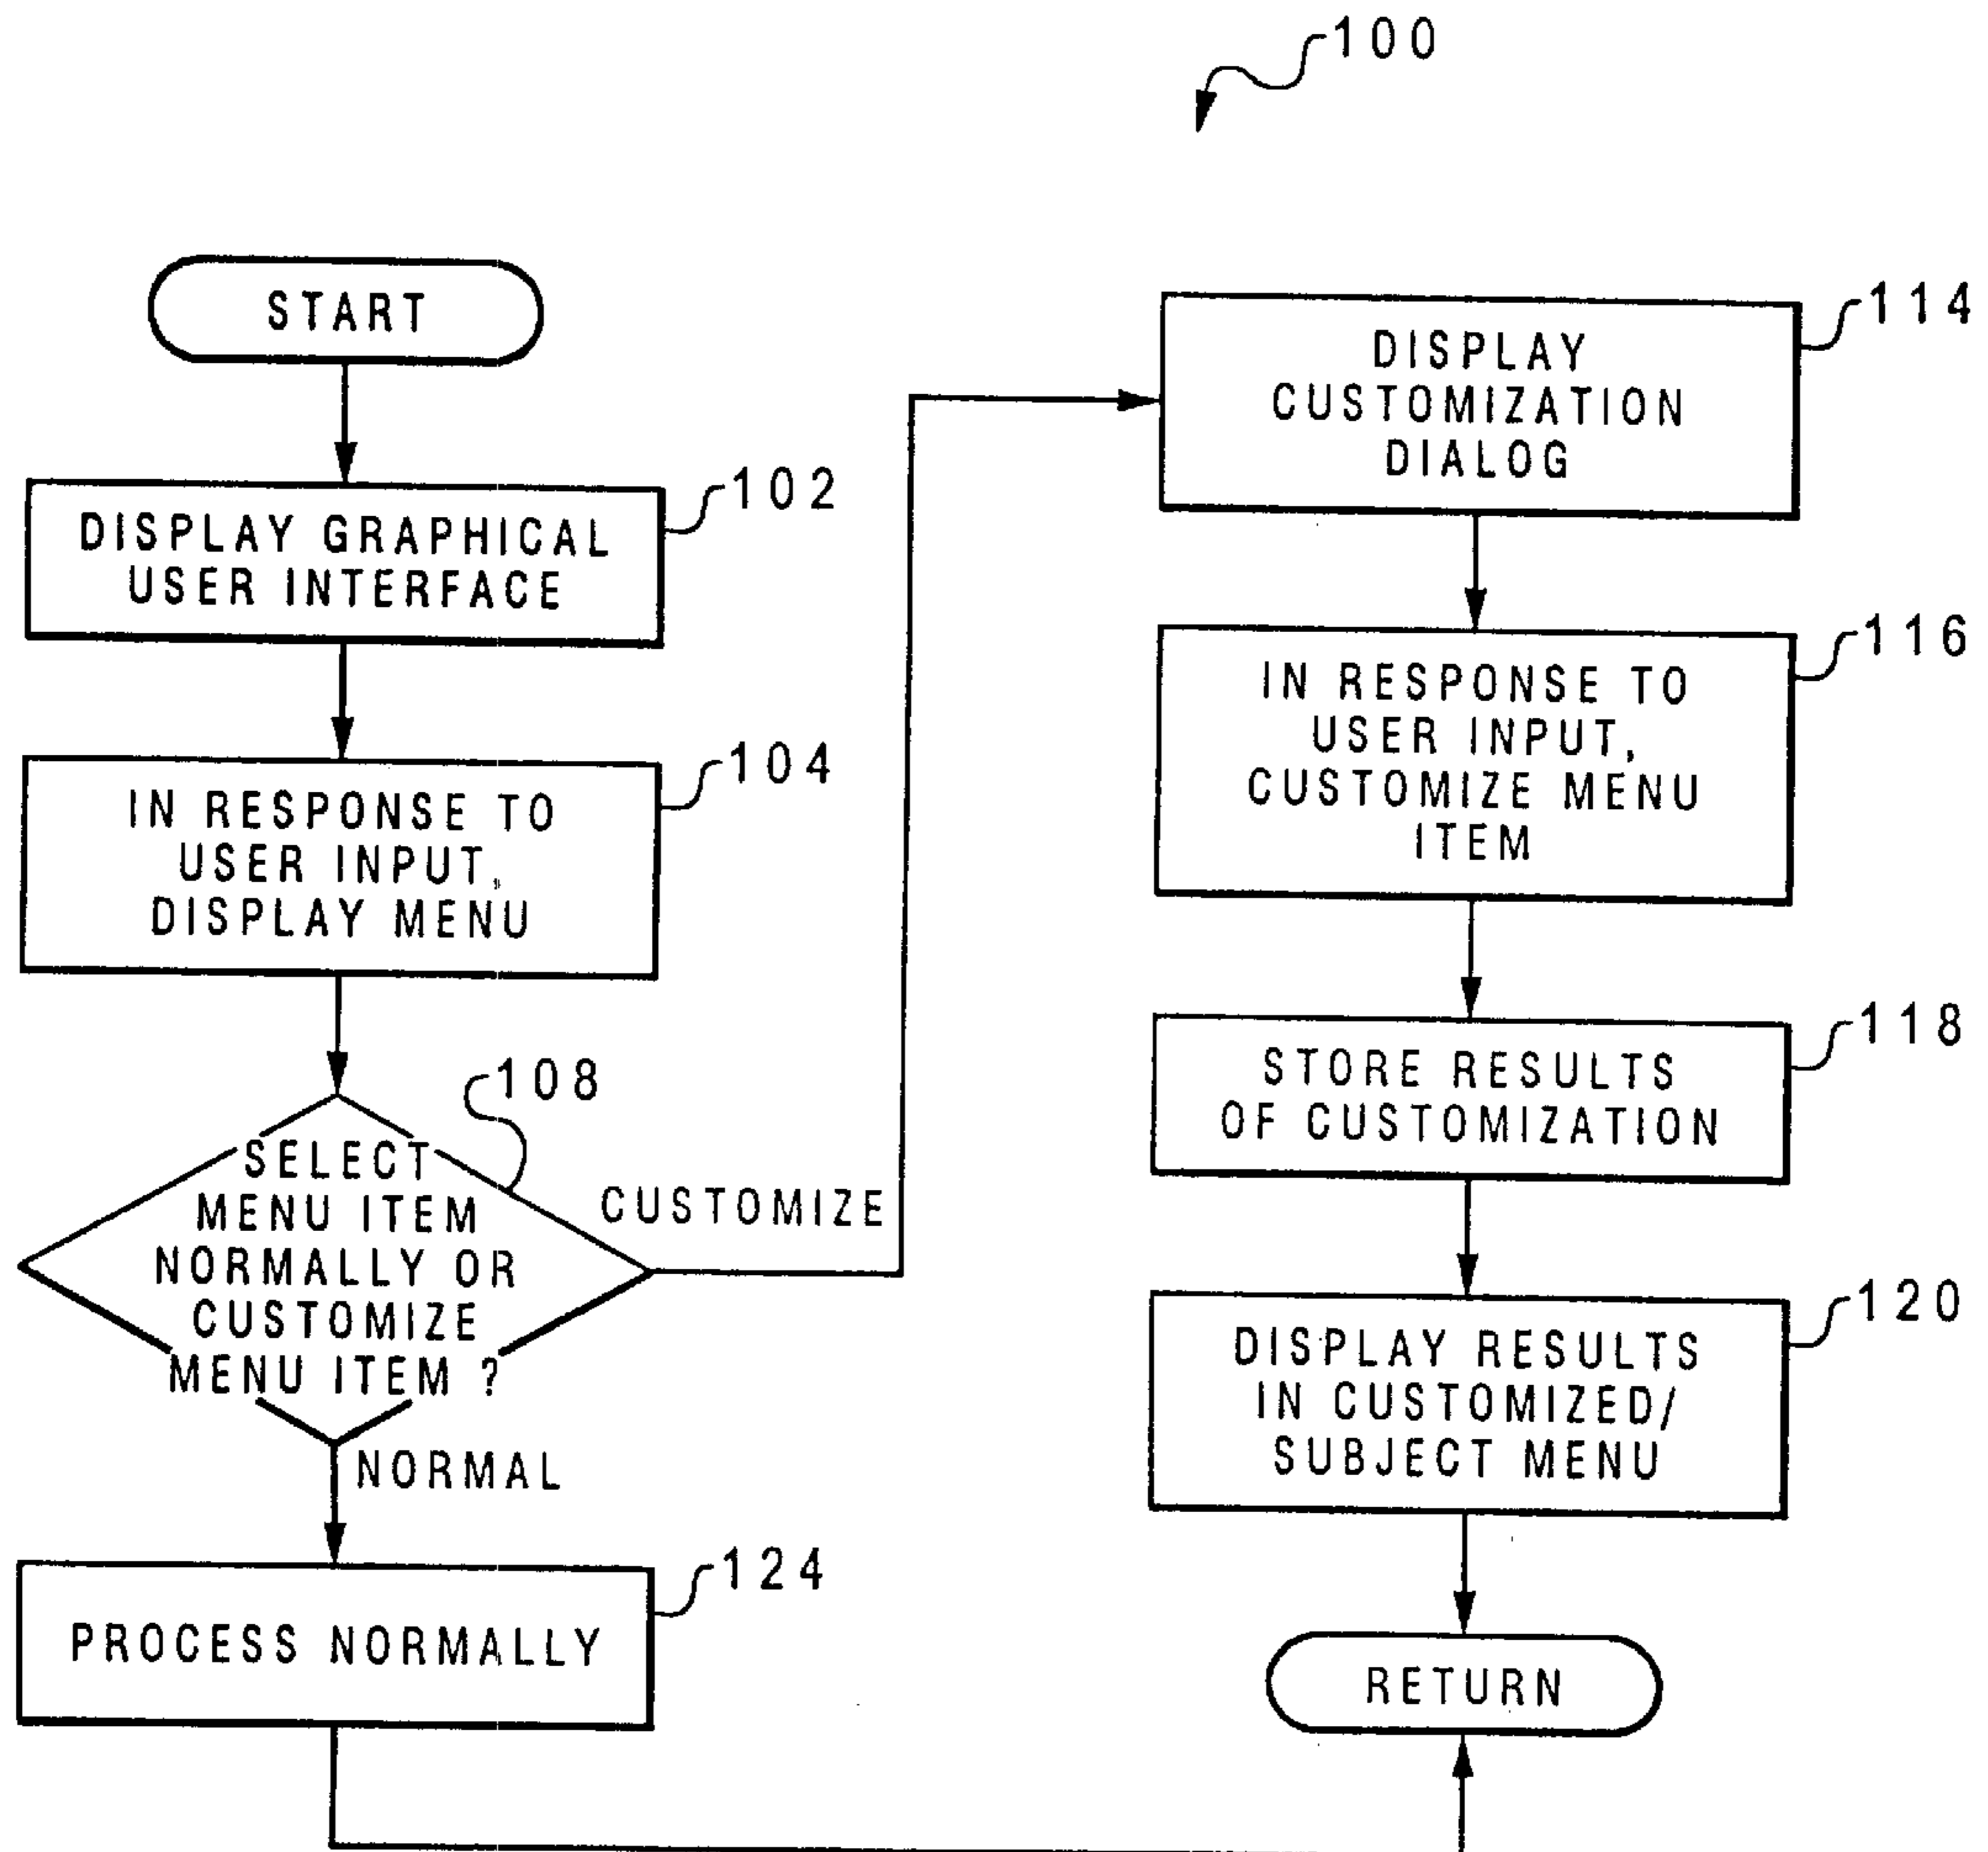 100
START
102
DISPLAY GRAPHICAL
USER INTERFACE
104
IN RESPONSE TO
USER INPUT,
DISPLAY MENU
108
SELECT
MENU ITEM
NORMALLY OR
CUSTOMIZE
MENU ITEM ?
CUSTOMIZE
NORMAL
124
PROCESS NORMALLY
114
DISPLAY
CUSTOMIZATION
DIALOG
116
IN RESPONSE TO
USER INPUT,
CUSTOMIZE MENU
ITEM
118
STORE RESULTS
OF CUSTOMIZATION
120
DISPLAY RESULTS
IN CUSTOMIZED/
SUBJECT MENU
RETURN